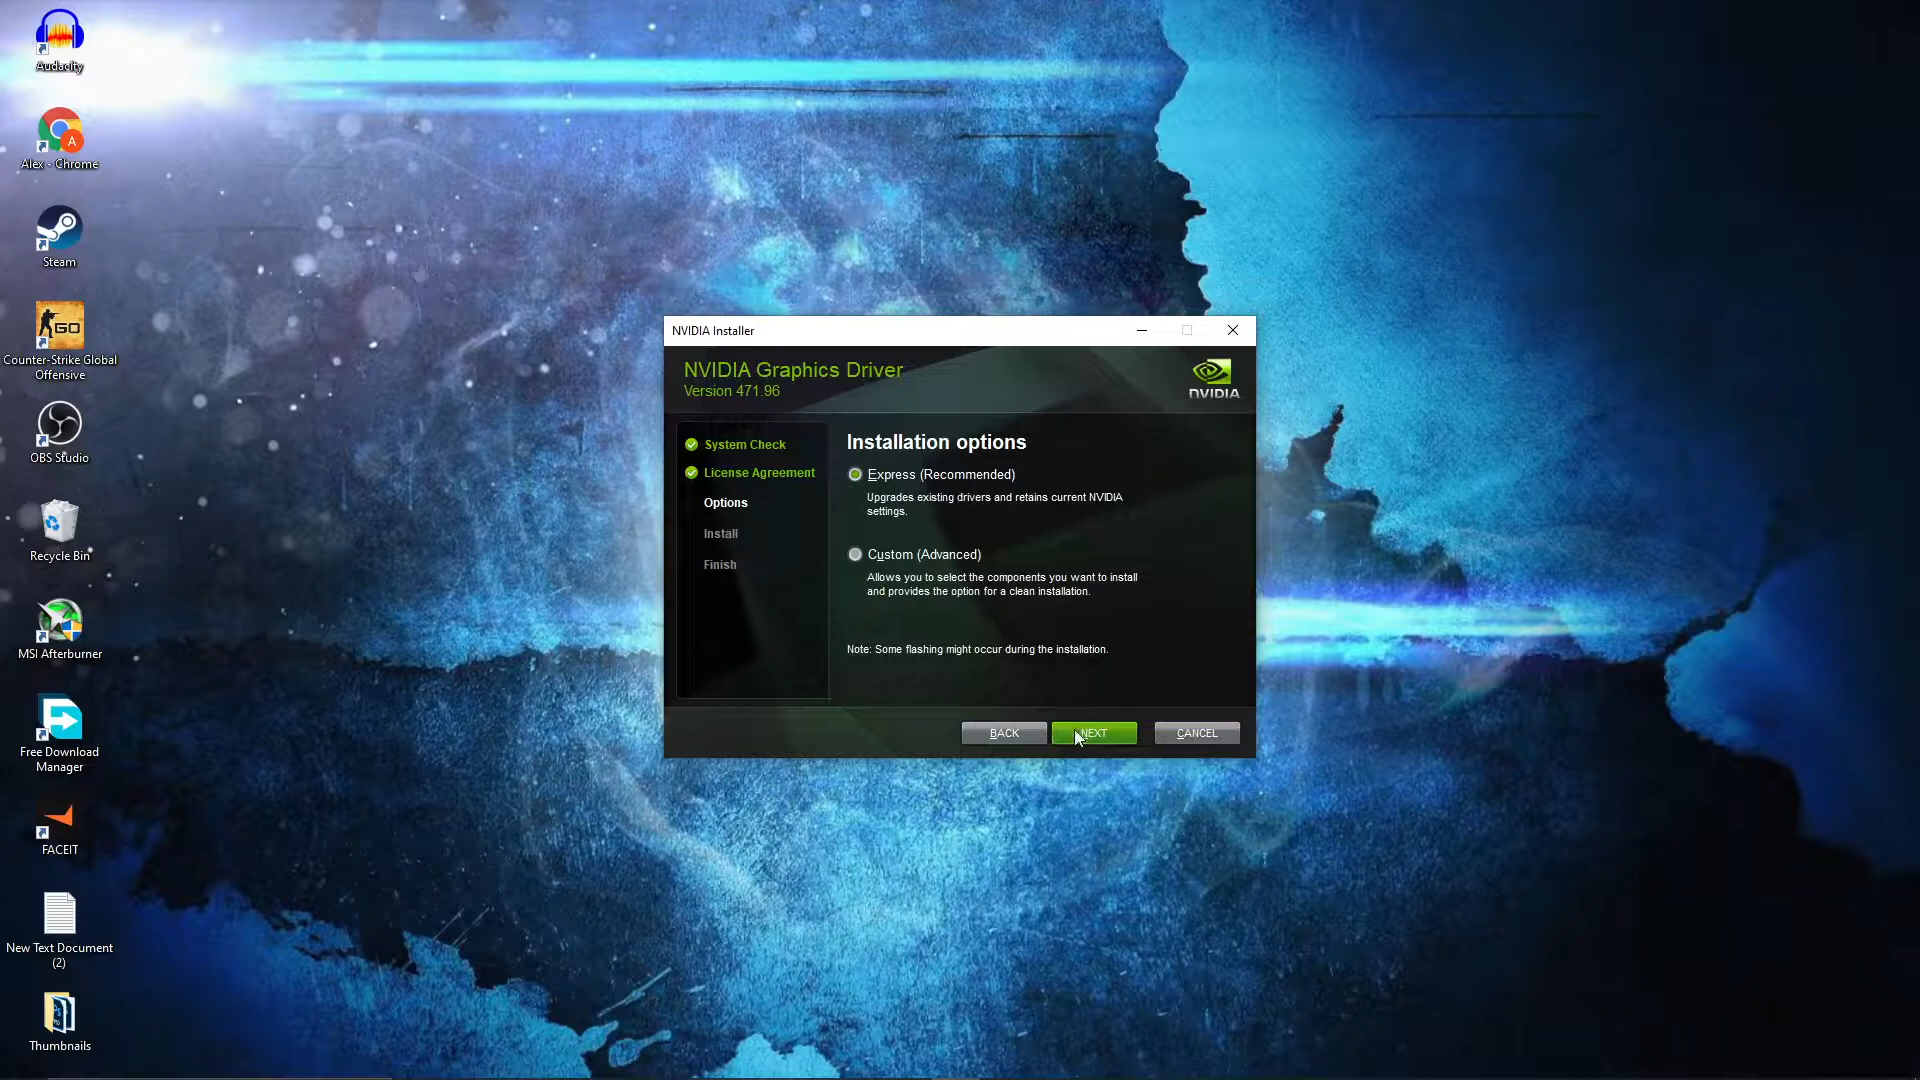 Audacity
Alex - Chrome
Steam
Counter-Strike Global
Offensive
OBS Studio
Recycle Bin
MSI Afterburner
Free Download
Manager
FACEIT
New Text Document
(2)
Thumbnails
NVIDIA Installer
NVIDIA Graphics Driver
Version 471.96
NVIDIA.
System Check
License Agreement
Options
Install
Finish
Installation options
Express (Recommended)
Upgrades existing drivers and retains current NVIDIA
settings.
Custom (Advanced)
Allows you to select the components you want to install
and provides the option for a clean installation.
Note: Some flashing might occur during the installation.
BACK
NEXT
CANCEL
A
GO